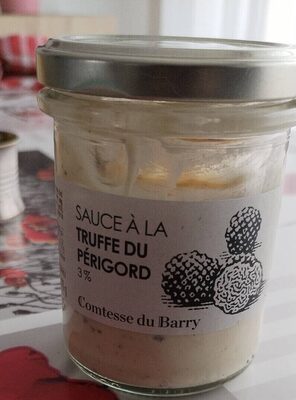 SAUCE À LA
TRUFFE DU
PÉRIGORD
3%
Comtesse du Barry